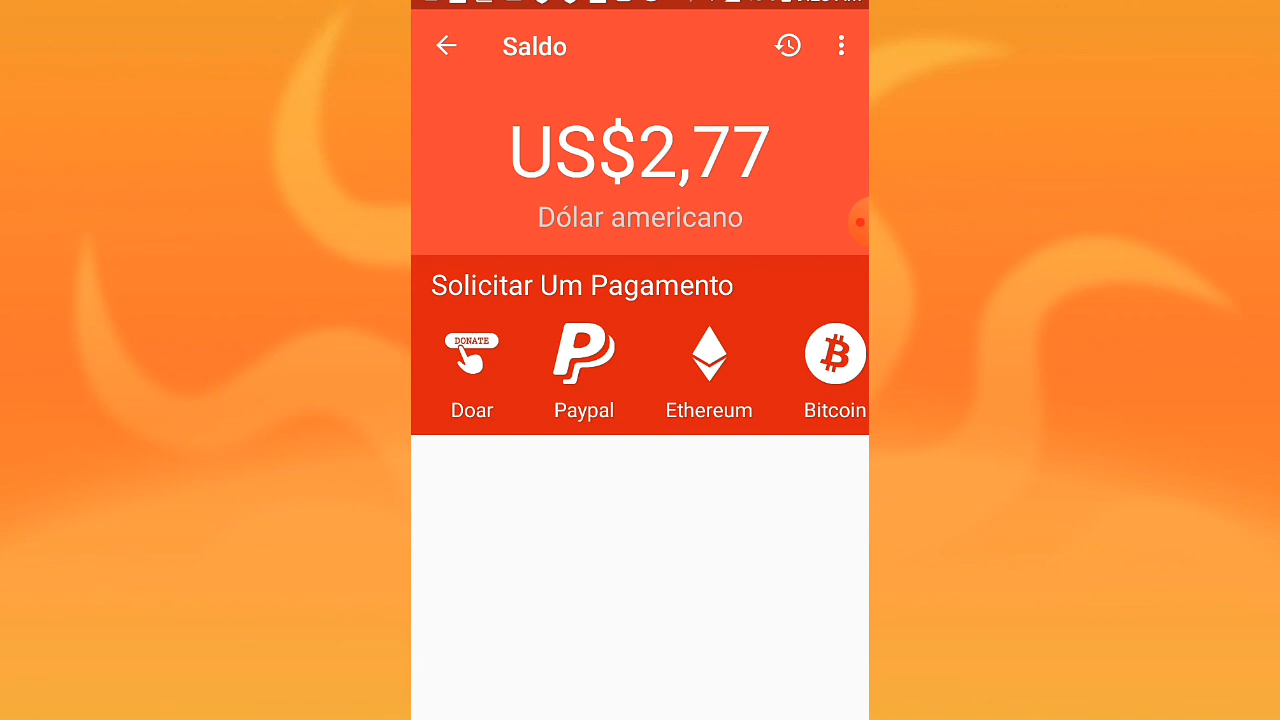 Saldo
US$2,77
Dólar americano
Solicitar Um Pagamento
DONATE
Doar
Paypal
Ethereum
Bitcoin